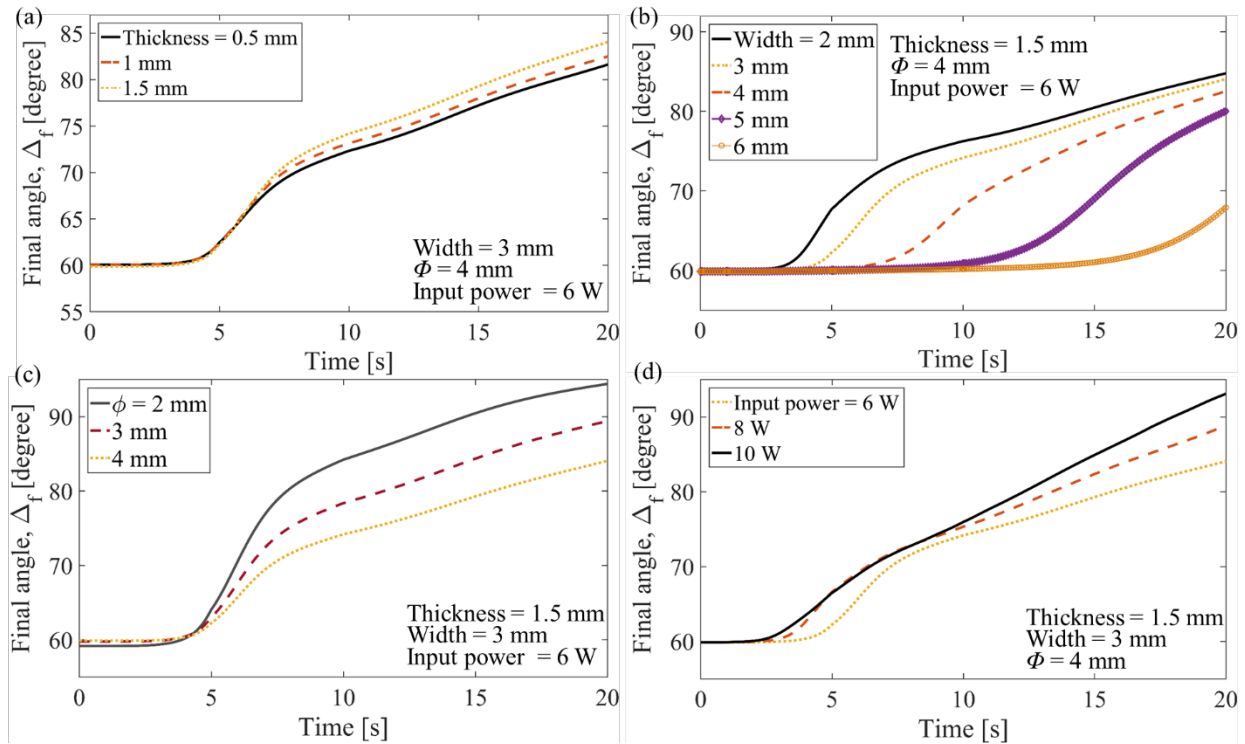 (a)
Thickness = 0.5 mm
1 mm
1.5 mm
Width = 3 mm
Φ = 4 mm
Input power = 6 W
Final angle, Δ_f [degree]
85
80
75
70
65
60
55
0 5 10 15 20
Time [s]
(b)
Width = 2 mm
3 mm
4 mm
5 mm
6 mm
Thickness = 1.5 mm
Φ = 4 mm
Input power = 6 W
Final angle, Δ_f [degree]
90
80
70
60
0 5 10 15 20
Time [s]
(c)
ϕ = 2 mm
3 mm
4 mm
Thickness = 1.5 mm
Width = 3 mm
Input power = 6 W
Final angle, Δ_f [degree]
90
80
70
60
0 5 10 15 20
Time [s]
(d)
Input power = 6 W
8 W
10 W
Thickness = 1.5 mm
Width = 3 mm
Φ = 4 mm
Final angle, Δ_f [degree]
90
80
70
60
0 5 10 15 20
Time [s]